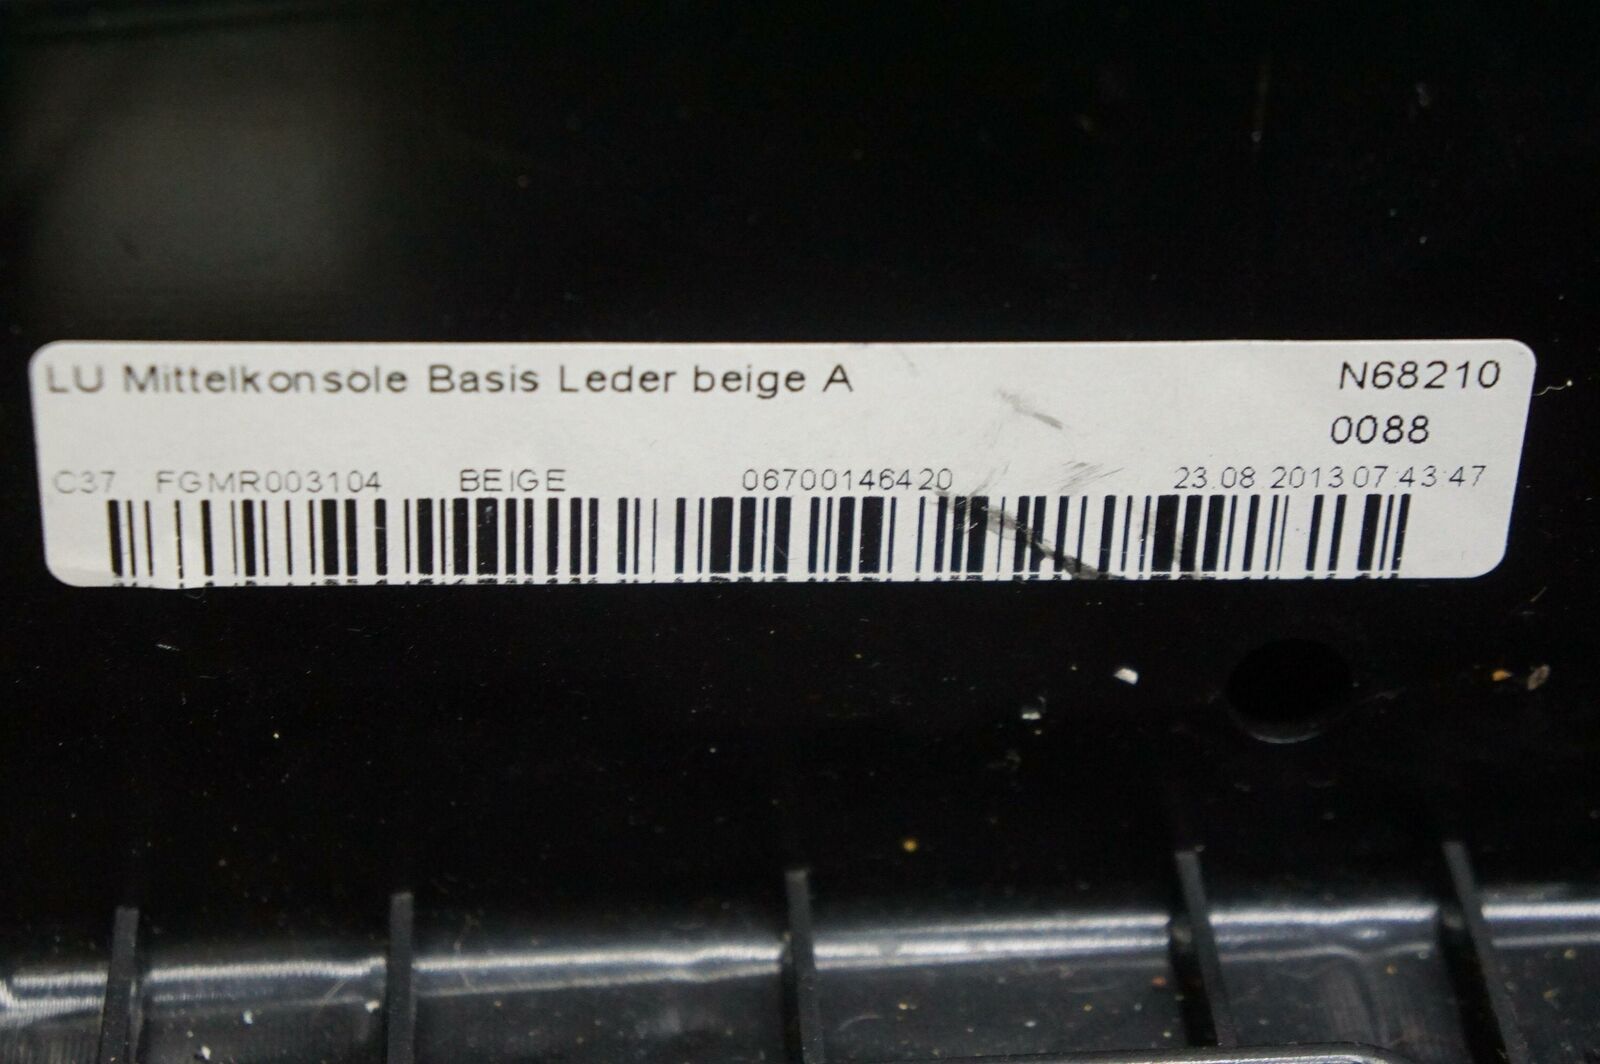 LU Mittelkonsole Basis Leder beige A N68210
0088
C37 FGMR003104 BEIGE 06700146420 23.08.2013 07:43:47